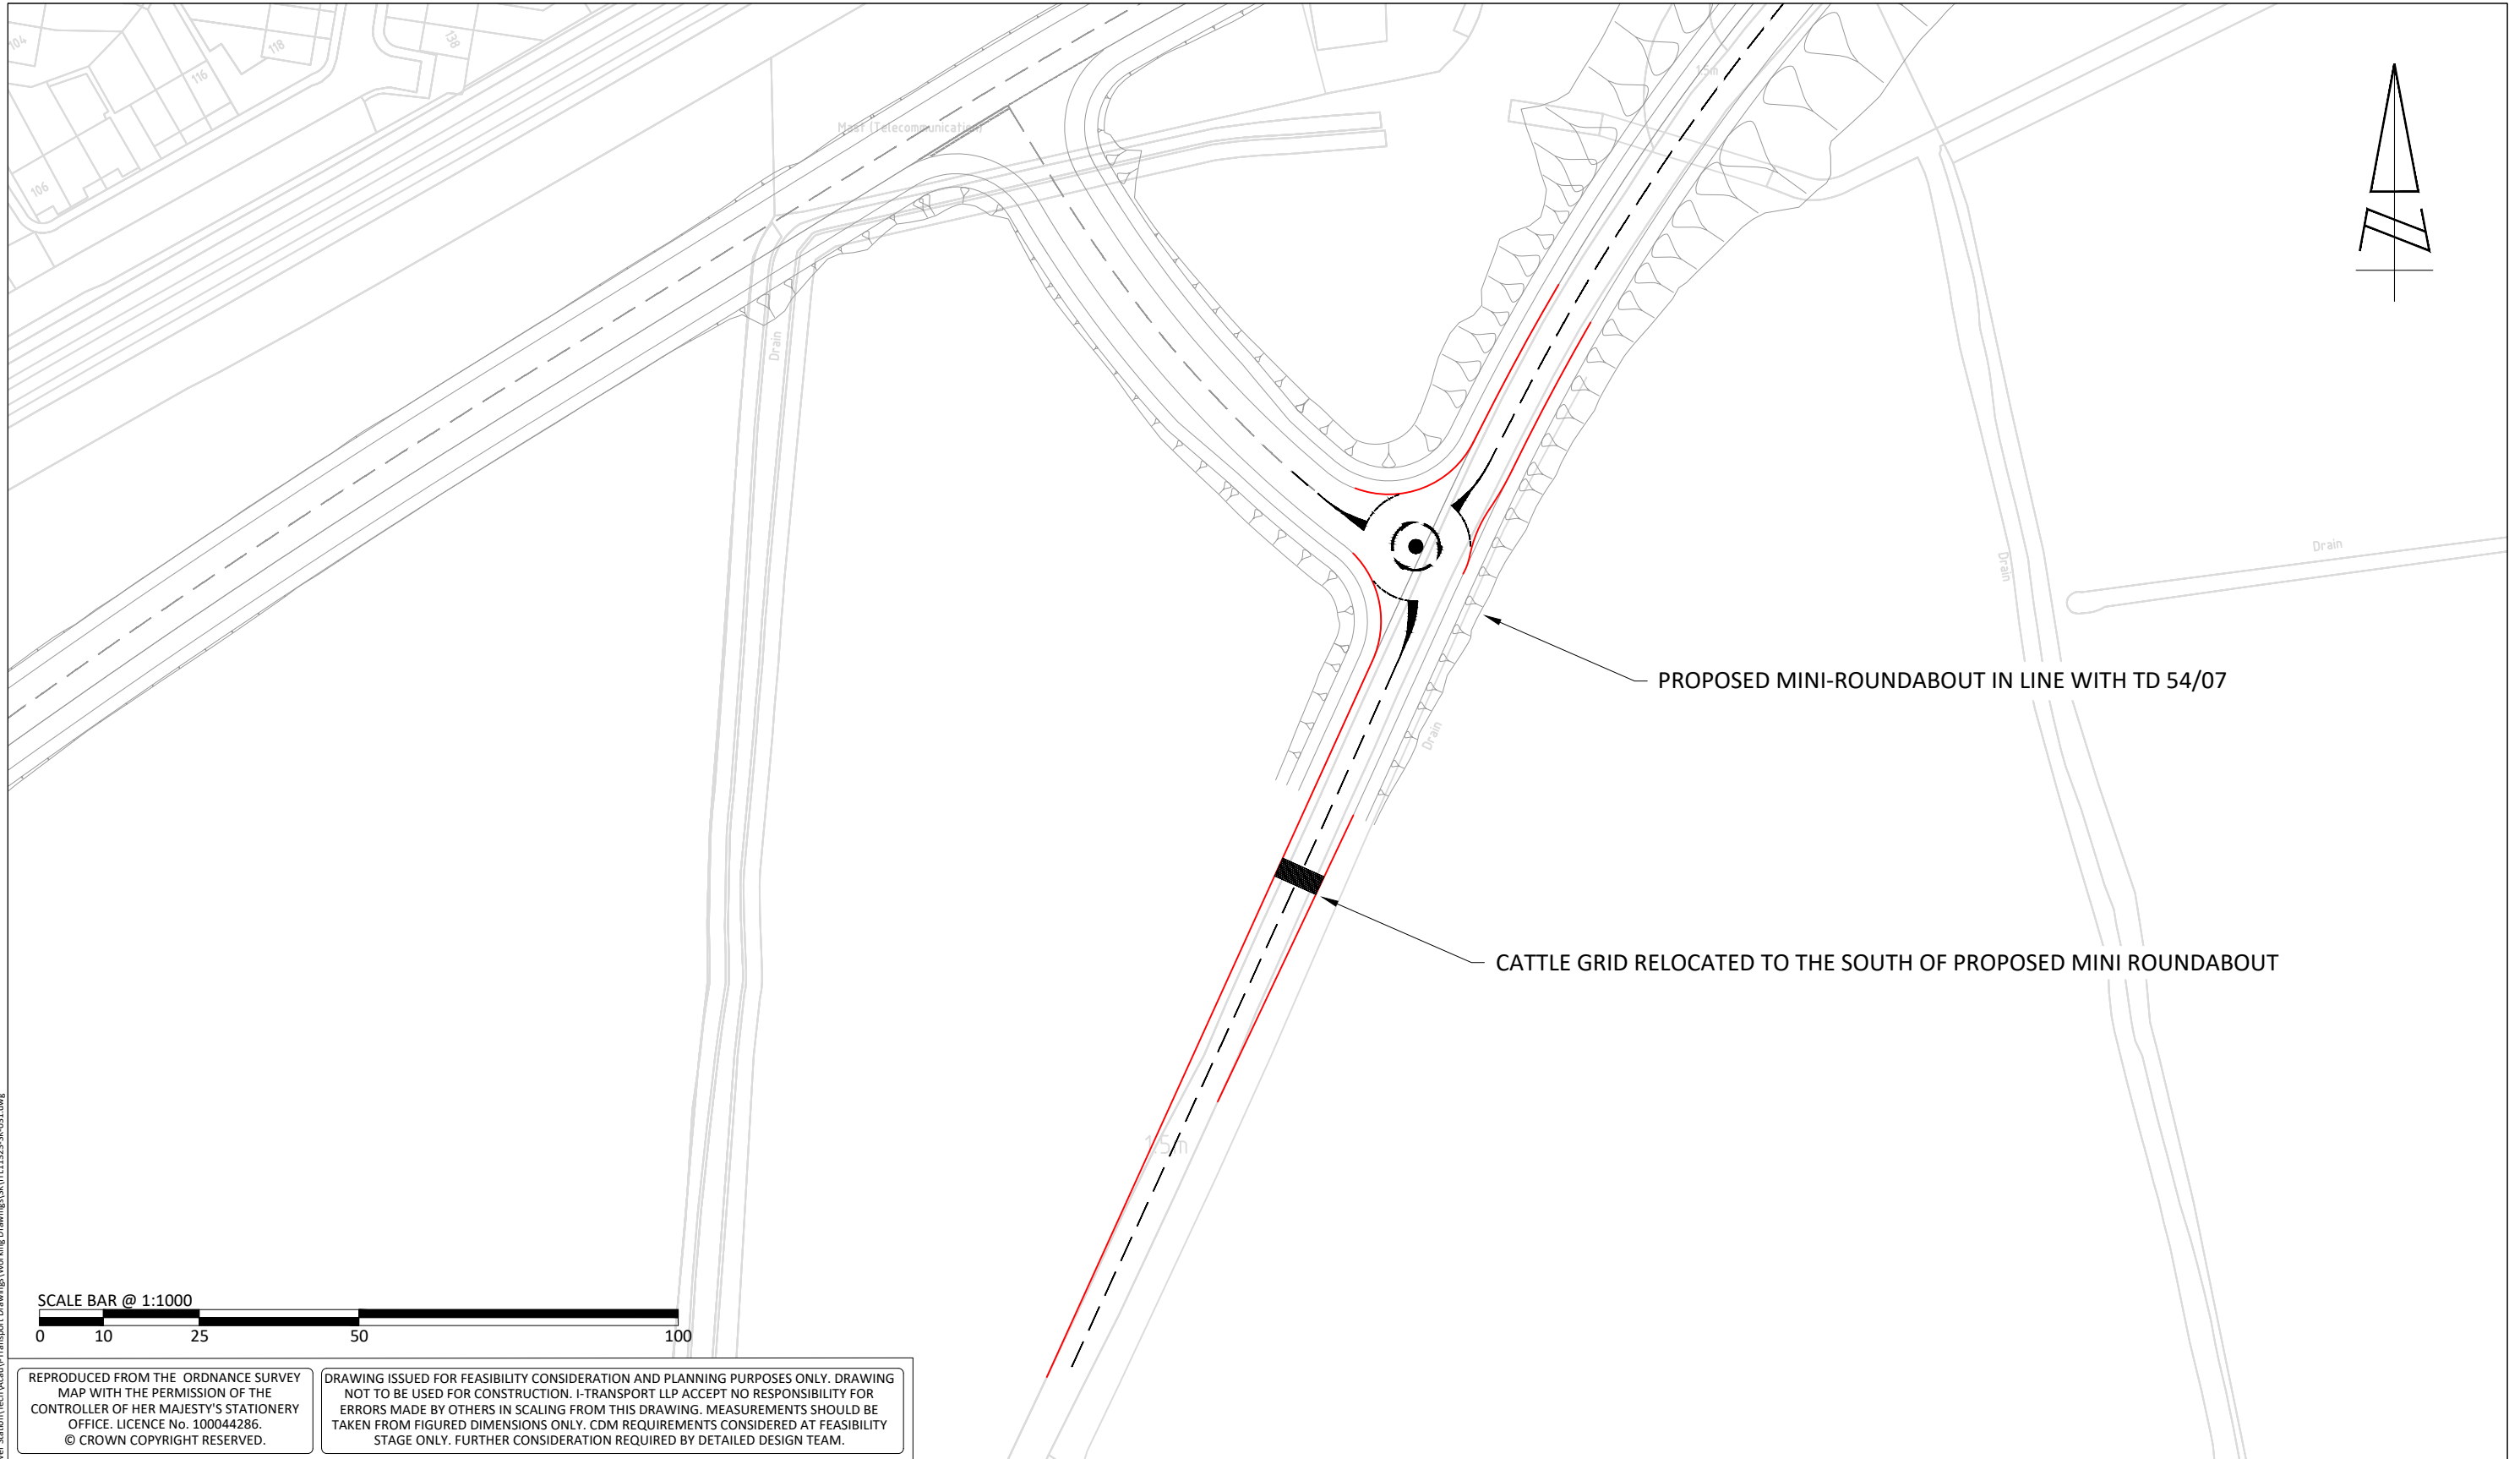 104
118
138
116
106
Mast (Telecommunication)
15m
Drain
Drain
Drain
N
PROPOSED MINI-ROUNDABOUT IN LINE WITH TD 54/07
Drain
CATTLE GRID RELOCATED TO THE SOUTH OF PROPOSED MINI ROUNDABOUT
1.5m
SCALE BAR @ 1:1000
0 10 25 50 100
REPRODUCED FROM THE ORDNANCE SURVEY
MAP WITH THE PERMISSION OF THE
CONTROLLER OF HER MAJESTY'S STATIONERY
OFFICE. LICENCE No. 100044286.
© CROWN COPYRIGHT RESERVED.
DRAWING ISSUED FOR FEASIBILITY CONSIDERATION AND PLANNING PURPOSES ONLY. DRAWING
NOT TO BE USED FOR CONSTRUCTION. I-TRANSPORT LLP ACCEPT NO RESPONSIBILITY FOR
ERRORS MADE BY OTHERS IN SCALING FROM THIS DRAWING. MEASUREMENTS SHOULD BE
TAKEN FROM FIGURED DIMENSIONS ONLY. CDM REQUIREMENTS CONSIDERED AT FEASIBILITY
STAGE ONLY. FURTHER CONSIDERATION REQUIRED BY DETAILED DESIGN TEAM.